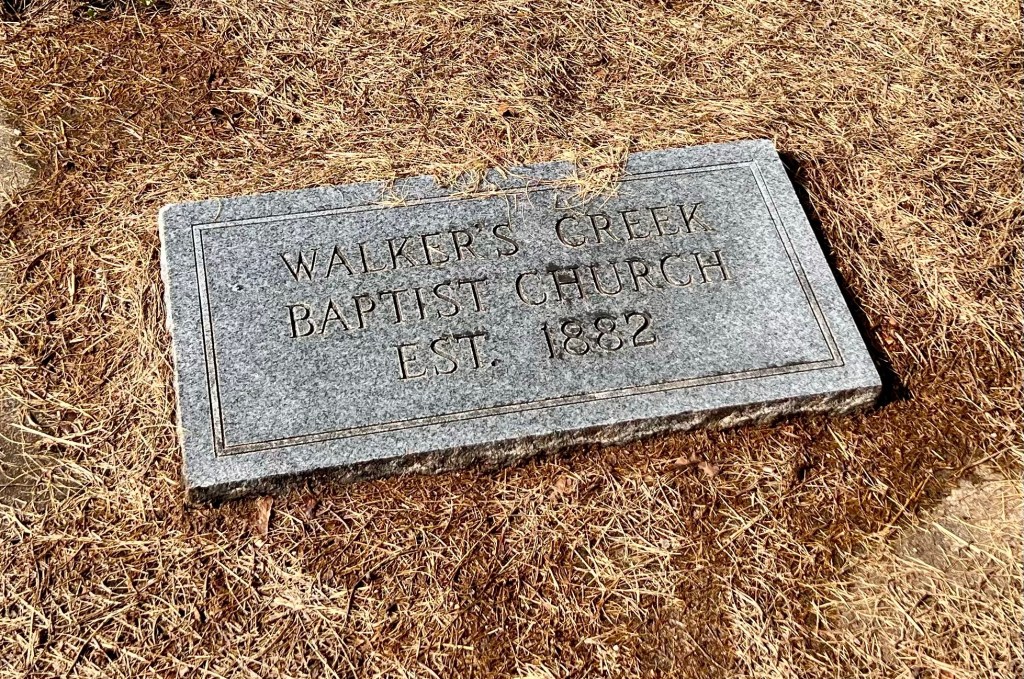 WALKER'S CREEK
BAPTIST CHURCH
EST. 1882